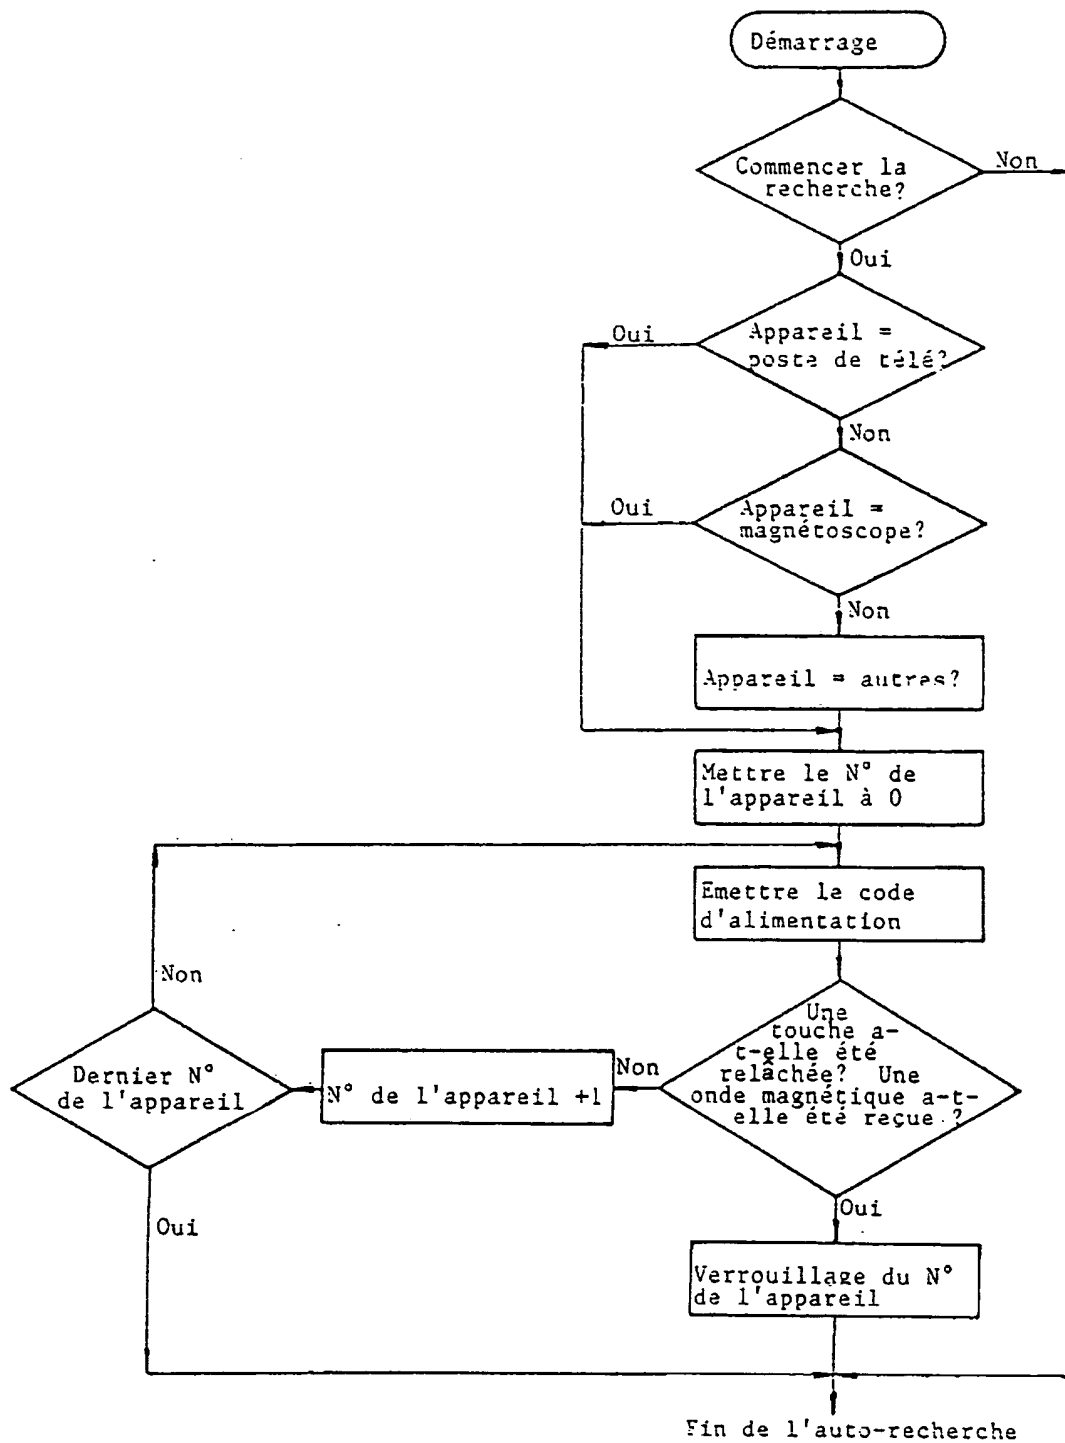 Démarrage
Commencer la
recherche?
Non
Oui
Appareil =
poste de télé?
Oui
Non
Appareil =
magnétoscope?
Oui
Non
Appareil = autres?
Mettre le N° de
l'appareil à 0
Emettre le code
d'alimentation
Non
Une
touche a-
t-elle été
relâchée? Une
onde magnétique a-t-
elle été reçue ?
Non
N° de l'appareil +1
Dernier N°
de l'appareil
Oui
Oui
Verrouillage du N°
de l'appareil
Fin de l'auto-recherche